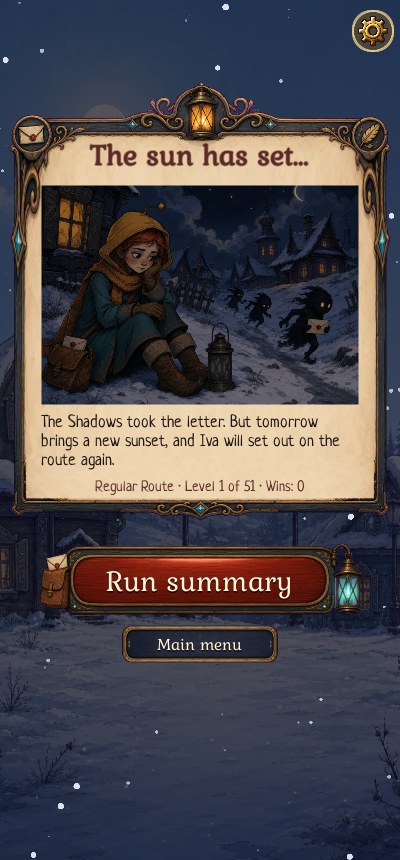 The sun has set...
The Shadows took the letter. But tomorrow
brings a new sunset, and Iva will set out on the
route again.
Regular Route · Level 1 of 51 · Wins: 0
Run summary
Main menu